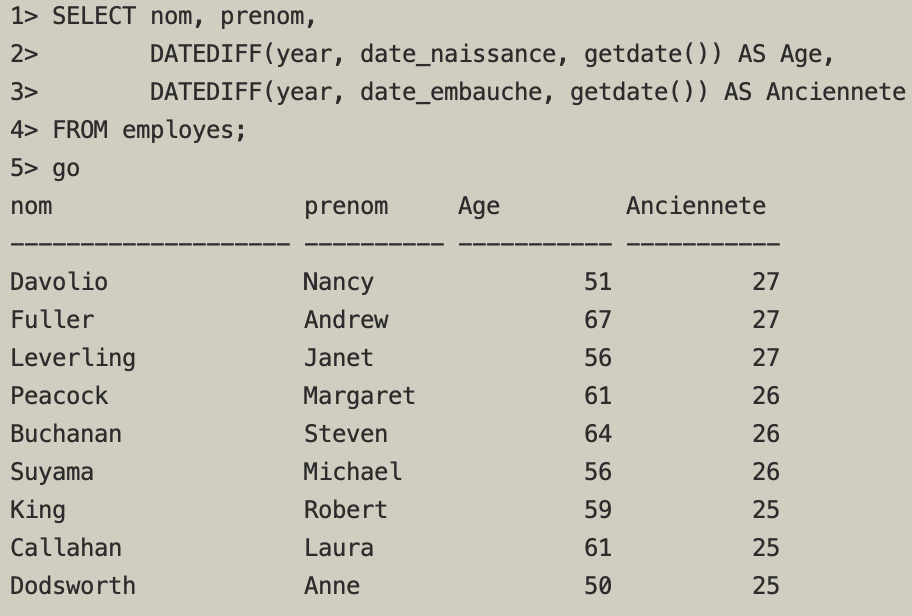 1> SELECT nom, prenom,
2>        DATEDIFF(year, date_naissance, getdate()) AS Age,
3>        DATEDIFF(year, date_embauche, getdate()) AS Anciennete
4> FROM employes;
5> go
nom                  prenom     Age         Anciennete
-------------------- ---------- ----------- -----------
Davolio              Nancy               51          27
Fuller               Andrew              67          27
Leverling            Janet               56          27
Peacock              Margaret            61          26
Buchanan             Steven              64          26
Suyama               Michael             56          26
King                 Robert              59          25
Callahan             Laura               61          25
Dodsworth            Anne                50          25